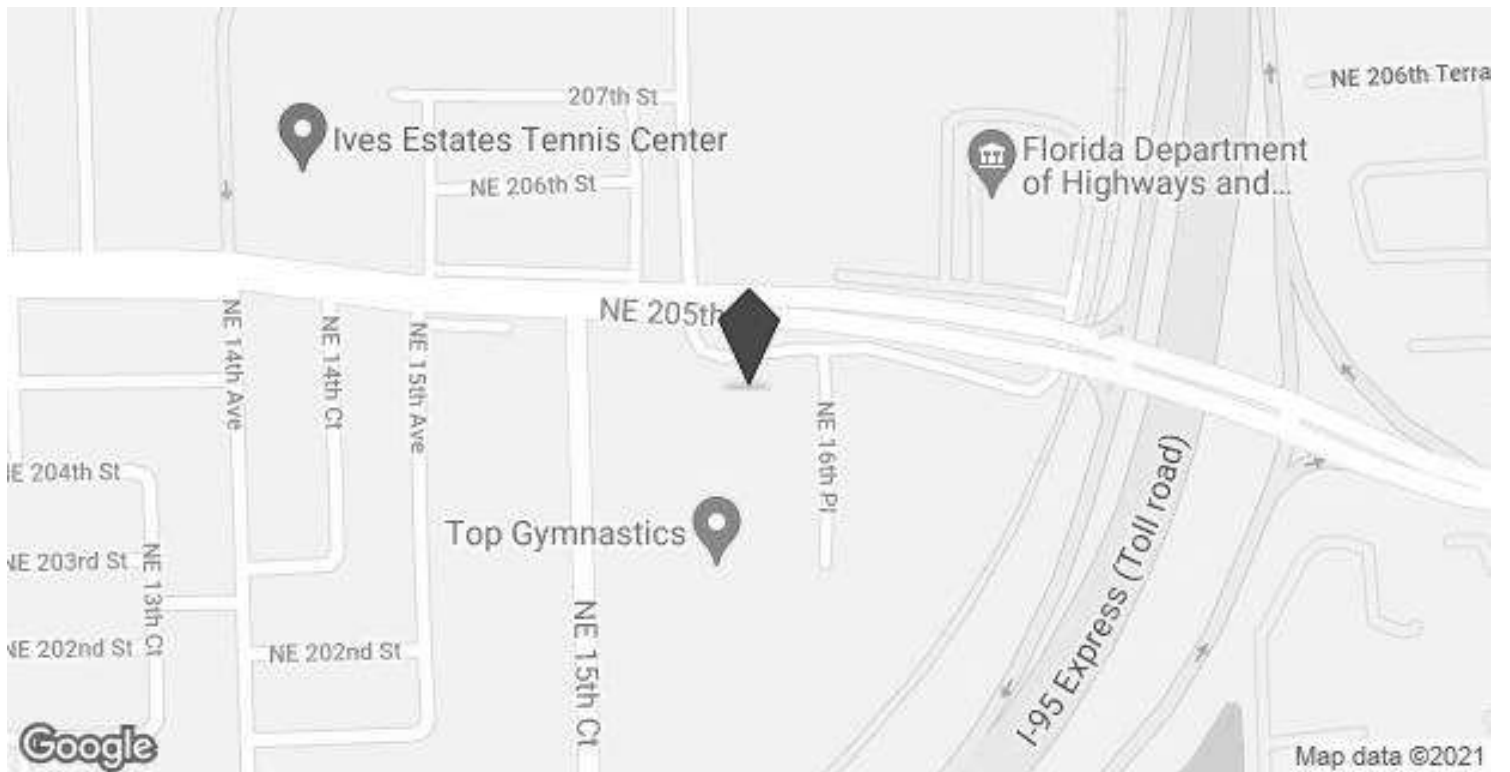 NE 206th Terra
207th St
Ives Estates Tennis Center
Florida Department
of Highways and...
NE 206th St
NE 205th
NE 14th Ave
NE 14th Ct
NE 15th Ave
NE 16th Pl
NE 204th St
Top Gymnastics
I-95 Express (Toll road)
NE 203rd St
NE 13th Ct
NE 15th Ct
NE 202nd St
NE 202nd St
Google
Map data ©2021